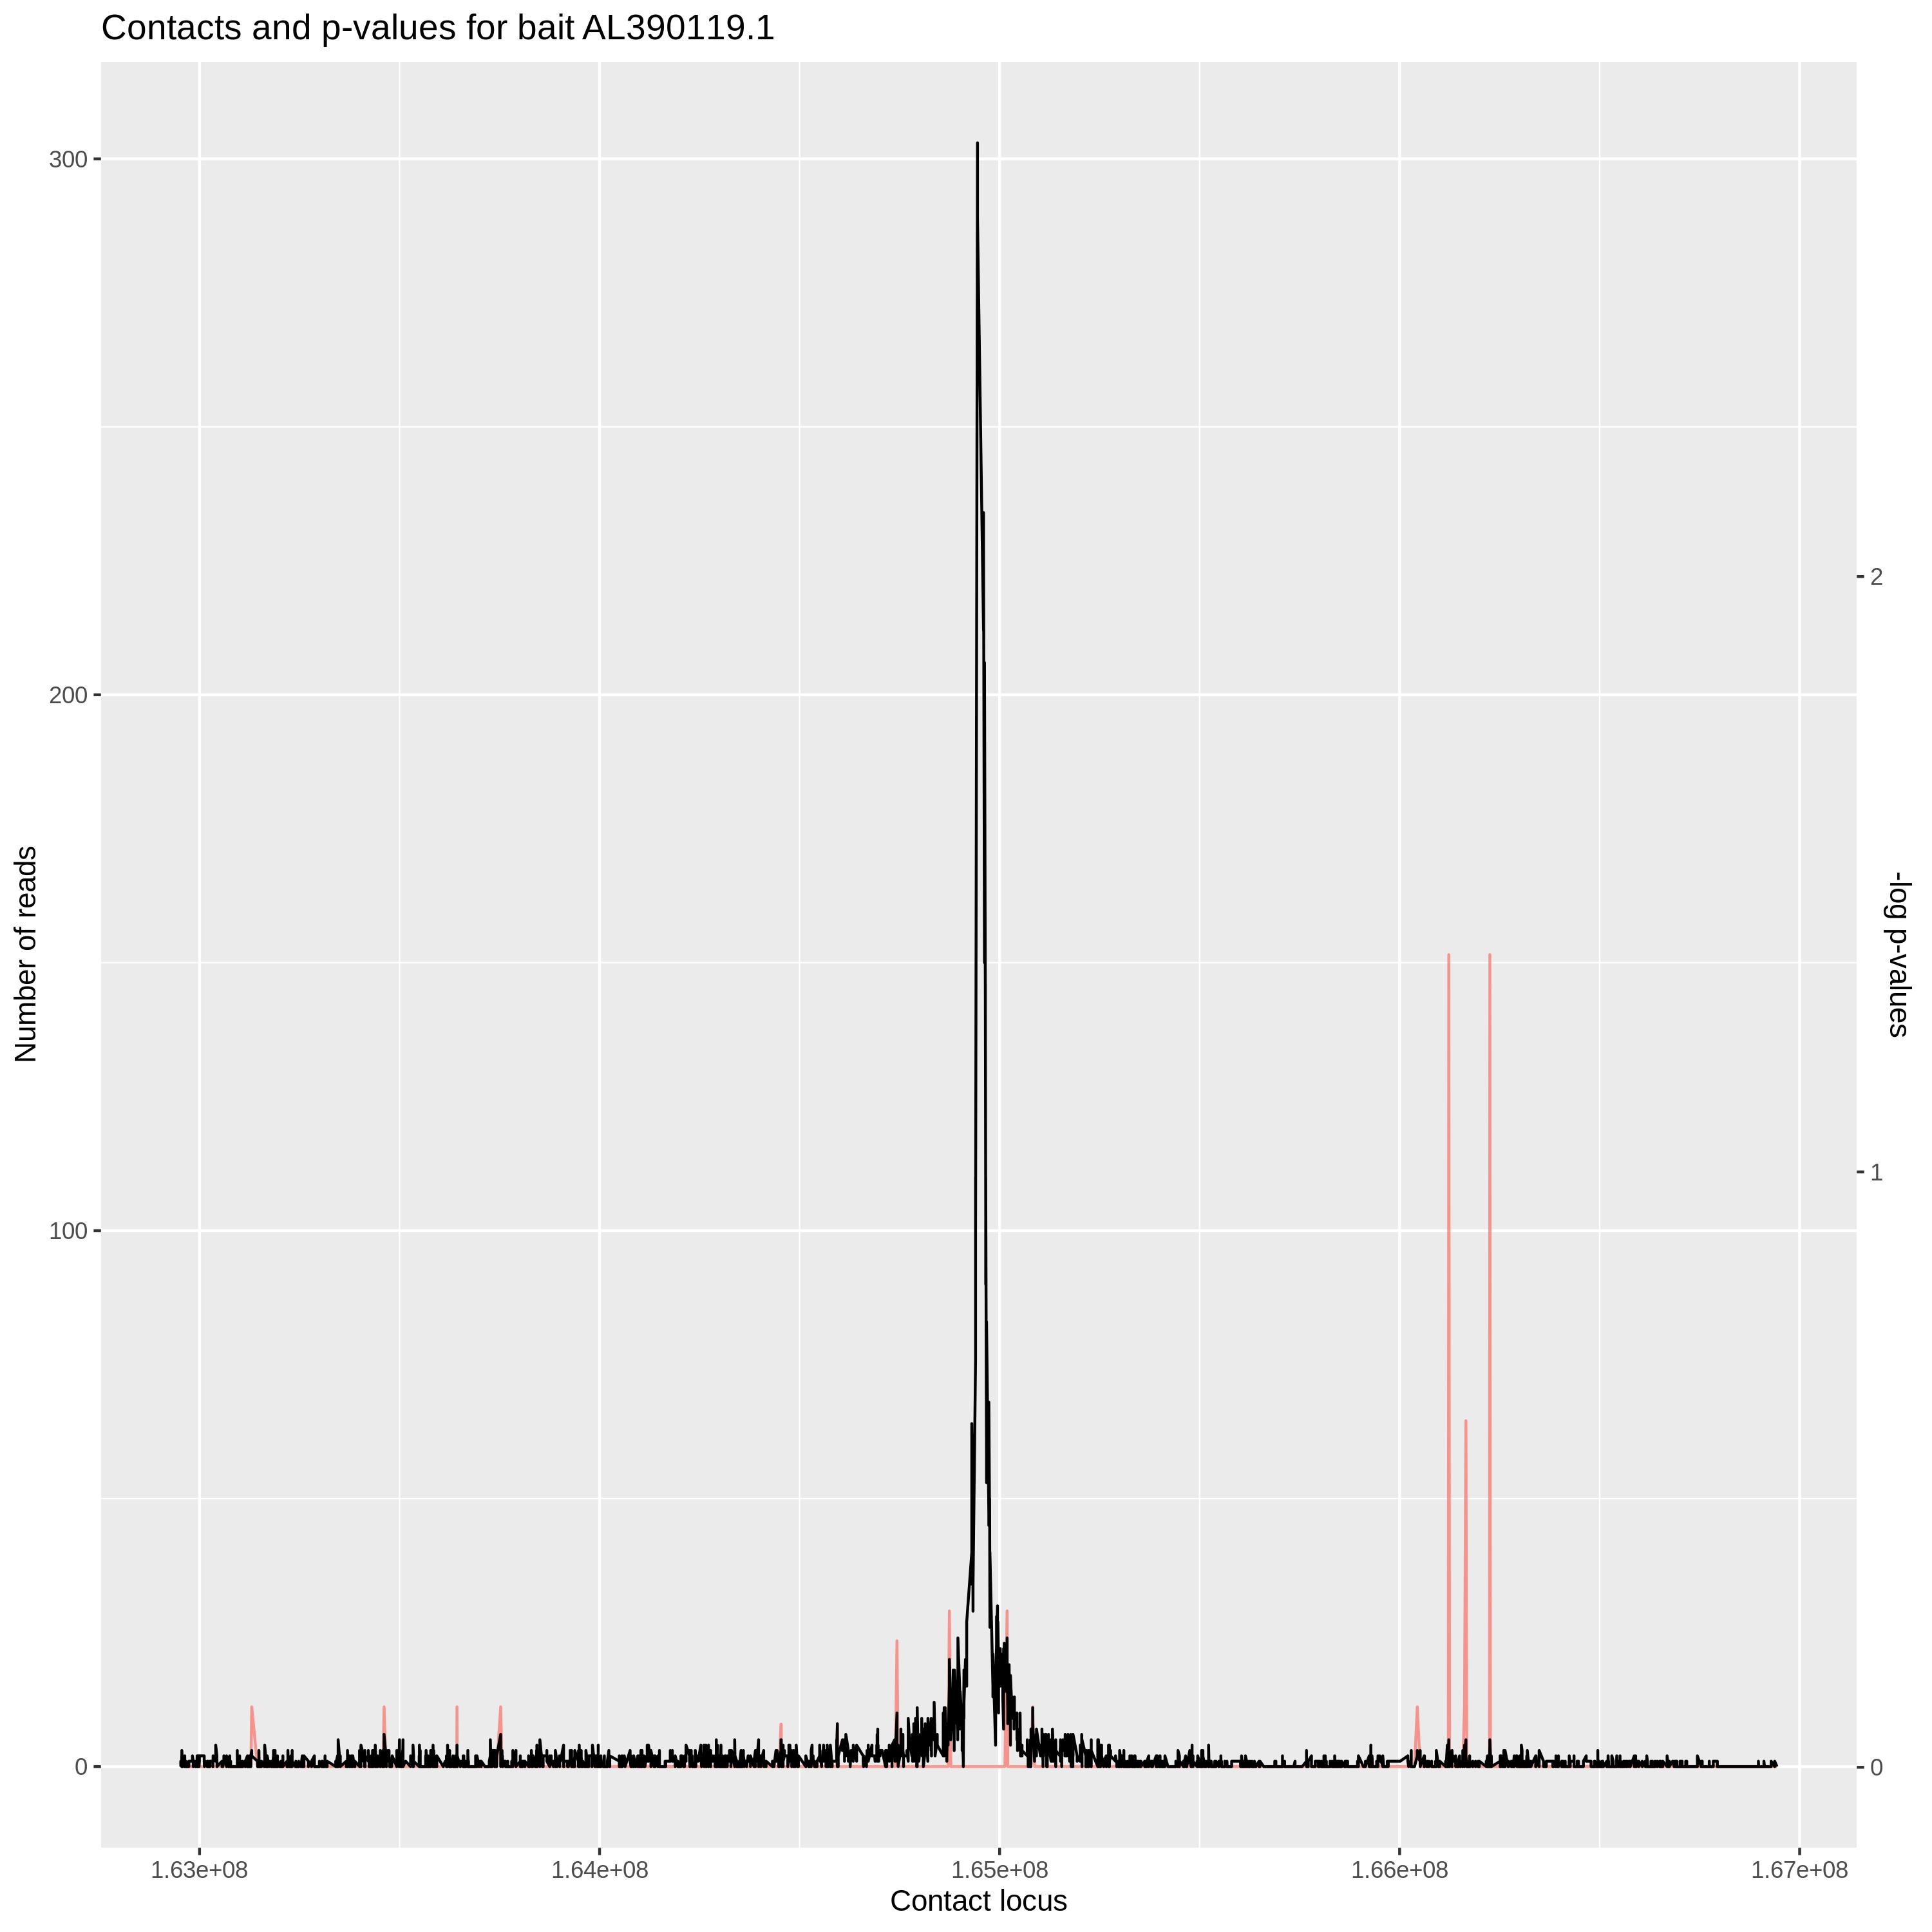 Contacts and p-values for bait AL390119.1
300
200
100
0
Number of reads
2
1
0
-log p-values
1.63e+08 1.64e+08 1.65e+08 1.66e+08 1.67e+08
Contact locus